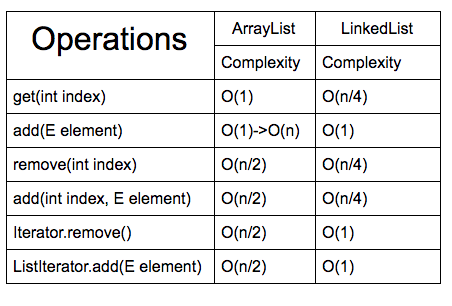 Operations ArrayList LinkedList
Complexity Complexity
get(int index) O(1) O(n/4)
add(E element) O(1)->O(n) O(1)
remove(int index) O(n/2) O(n/4)
add(int index, E element) O(n/2) O(n/4)
Iterator.remove() O(n/2) O(1)
ListIterator.add(E element) O(n/2) O(1)